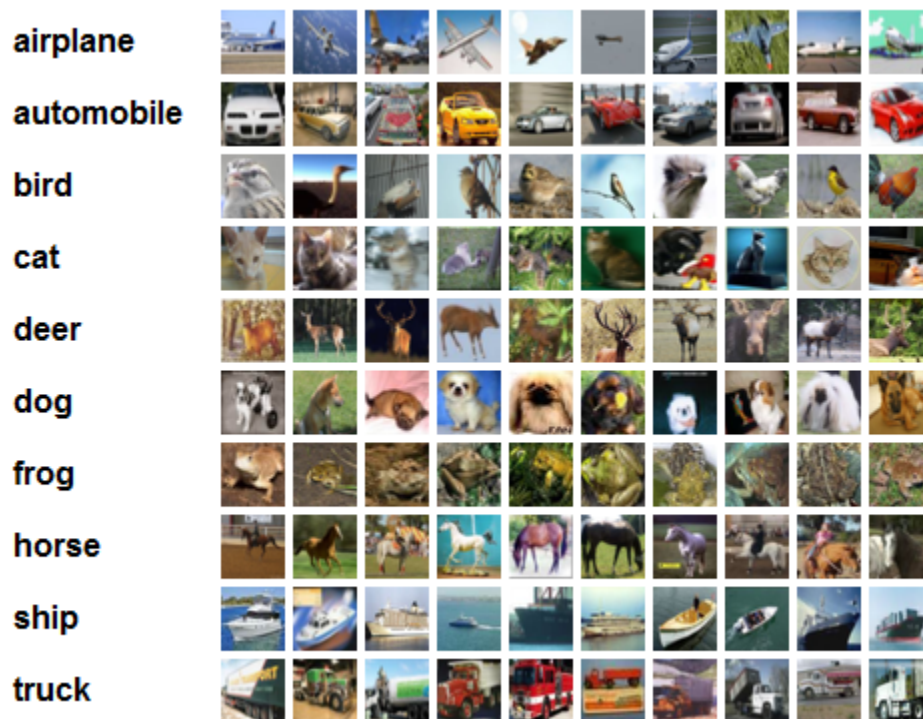 airplane
automobile
bird
cat
deer
dog
frog
horse
ship
truck